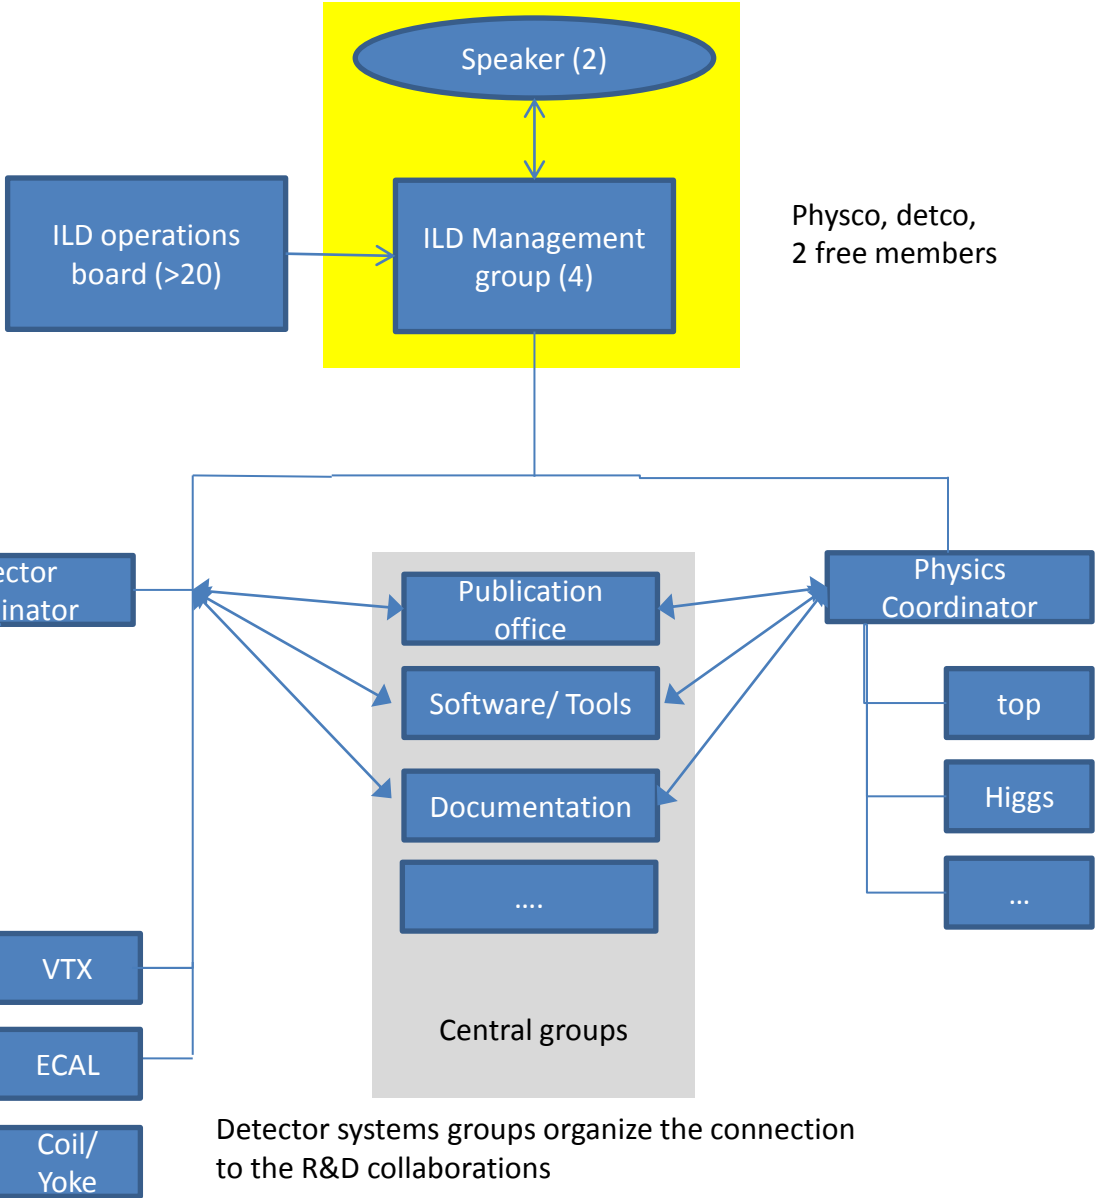 Speaker (2)
ILD operations
board (>20)
ILD Management
group (4)
Physco, detco,
2 free members
ector
inator
Publication
office
Physics
Coordinator
Software/ Tools
top
Documentation
Higgs
....
...
VTX
Central groups
ECAL
Coil/
Yoke
Detector systems groups organize the connection
to the R&D collaborations